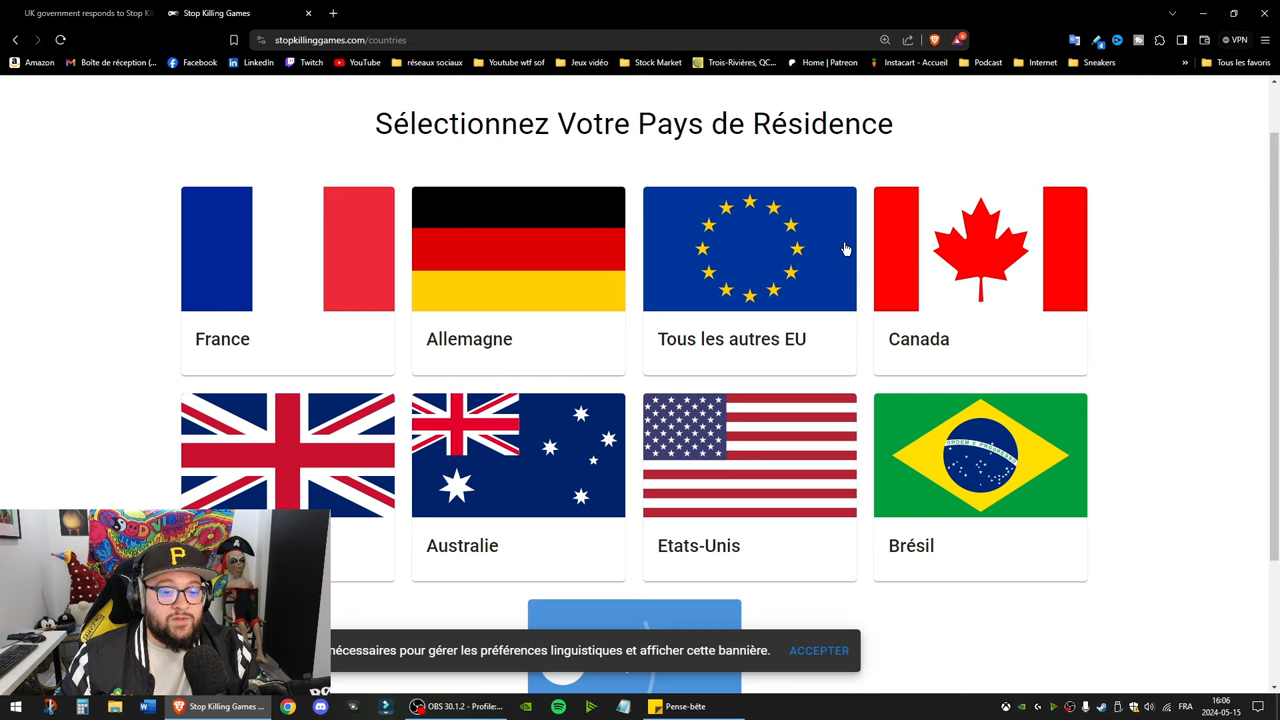 UK government responds to Stop Ki
Stop Killing Games
stopkillinggames.com/countries
VPN
Amazon
Boîte de réception (...
Facebook
LinkedIn
Twitch
YouTube
réseaux sociaux
Youtube wtf sof
Jeux vidéo
Stock Market
Trois-Rivières, QC...
Home | Patreon
Instacart - Accueil
Podcast
Internet
Sneakers
Tous les favoris
Sélectionnez Votre Pays de Résidence
France
Allemagne
Tous les autres EU
Canada
ORDEM E PROGRESSO
Australie
Etats-Unis
Brésil
nécessaires pour gérer les préférences linguistiques et afficher cette bannière.
ACCEPTER
Stop Killing Games ...
OBS 30.1.2 - Profile:...
Pense-bête
FRA
16:06
2024-05-15